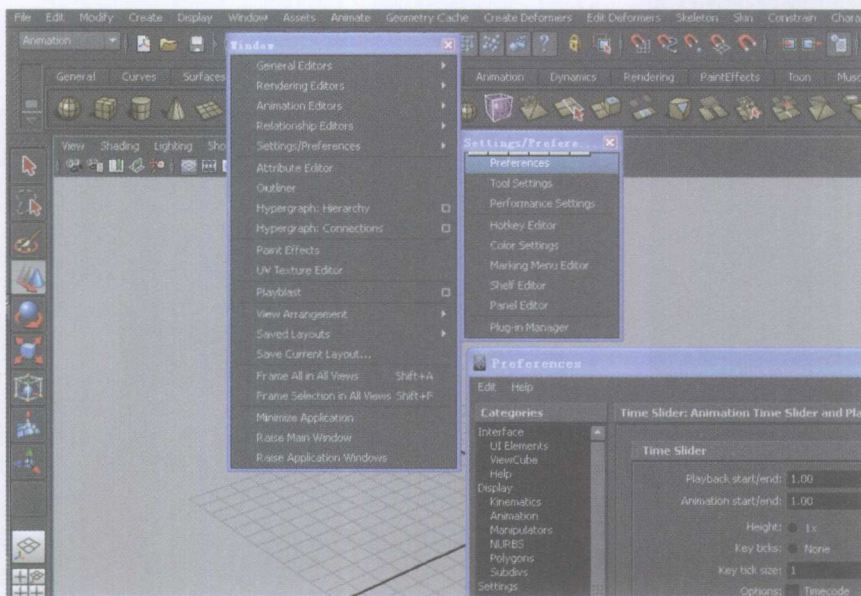 File Edit Modify Create Display Window Assets Animate Geometry Cache Create Deformers Edit Deformers Skeleton Skin Constrain Chara
Animation
General Curves Surfaces Animation Dynamics Rendering PaintEffects Toon Musc
View Shading Lighting Sho
Window
General Editors
Rendering Editors
Animation Editors
Relationship Editors
Settings/Preferences
Attribute Editor
Outliner
Hypergraph: Hierarchy
Hypergraph: Connections
Paint Effects
UV Texture Editor
Playblast
View Arrangement
Saved Layouts
Save Current Layout...
Frame All in All Views Shift+A
Frame Selection in All Views Shift+F
Minimize Application
Raise Main Window
Raise Application Windows
Settings/Prefere...
Preferences
Tool Settings
Performance Settings
Hotkey Editor
Color Settings
Marking Menu Editor
Shelf Editor
Panel Editor
Plug-in Manager
Preferences
Edit Help
Categories
Interface
UI Elements
ViewCube
Help
Display
Kinematics
Animation
Manipulators
NURBS
Polygons
Subdivs
Settings
Time Slider: Animation Time Slider and Pla
Time Slider
Playback start/end: 1.00
Animation start/end: 1.00
Height: 1x
Key ticks: None
Key tick size: 1
Options: Timecode